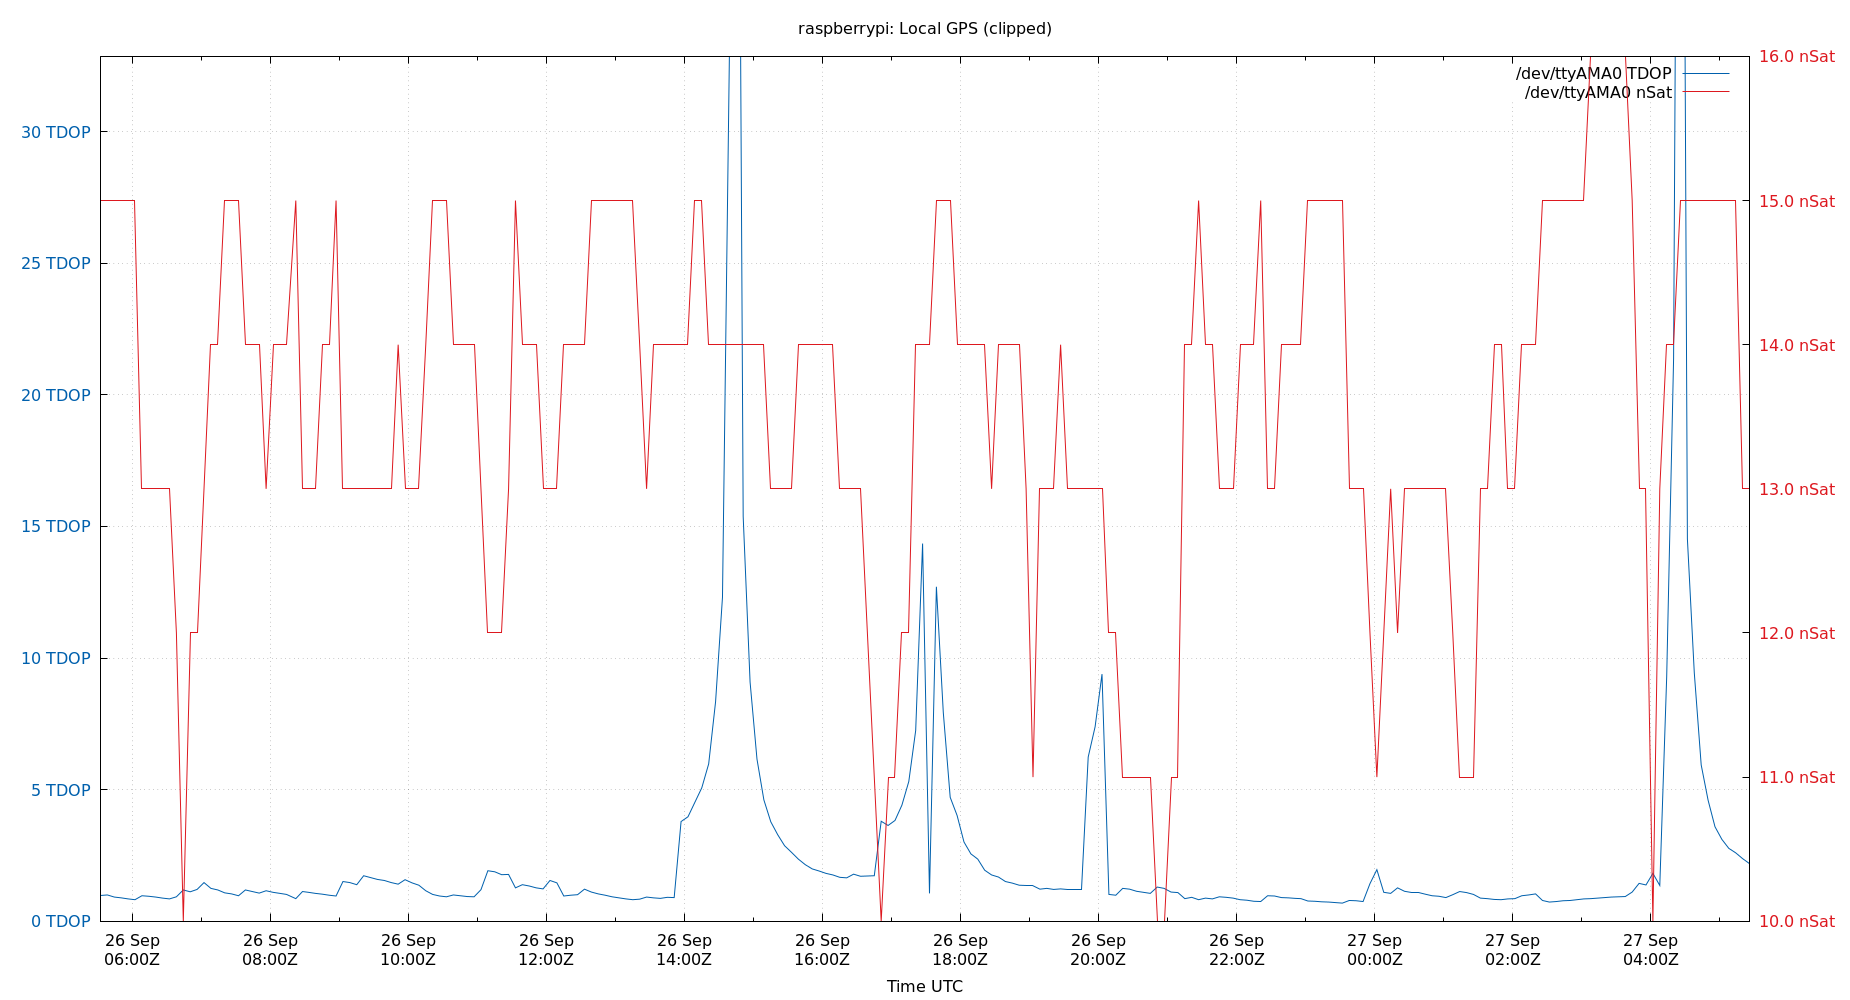 raspberrypi: Local GPS (clipped)
/dev/ttyAMA0 TDOP
/dev/ttyAMA0 nSat
30 TDOP
25 TDOP
20 TDOP
15 TDOP
10 TDOP
5 TDOP
0 TDOP
16.0 nSat
15.0 nSat
14.0 nSat
13.0 nSat
12.0 nSat
11.0 nSat
10.0 nSat
26 Sep 26 Sep 26 Sep 26 Sep 26 Sep 26 Sep 26 Sep 26 Sep 26 Sep 27 Sep 27 Sep 27 Sep
06:00Z 08:00Z 10:00Z 12:00Z 14:00Z 16:00Z 18:00Z 20:00Z 22:00Z 00:00Z 02:00Z 04:00Z
Time UTC